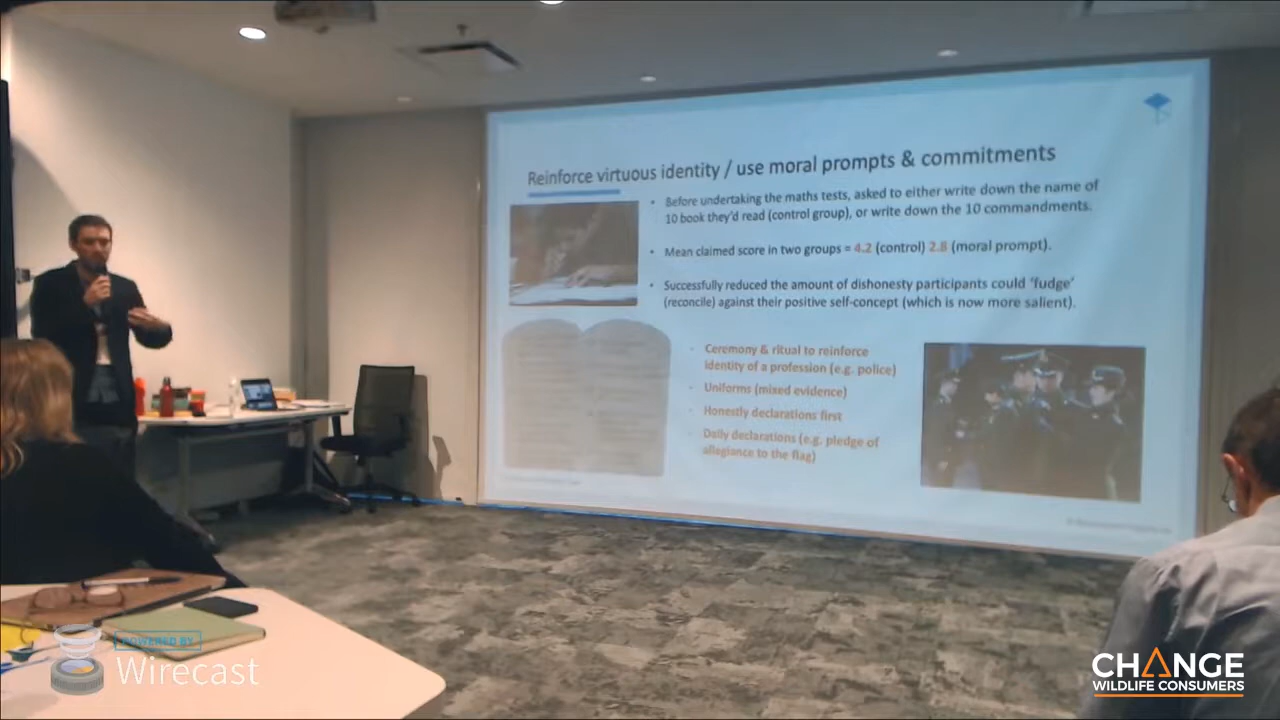 Reinforce virtuous identity / use moral prompts & commitments
• Before undertaking the maths tests, asked to either write down the name of
10 book they'd read (control group), or write down the 10 commandments.
• Mean claimed score in two groups = 4.2 (control) 2.8 (moral prompt).
• Successfully reduced the amount of dishonesty participants could 'fudge'
(reconcile) against their positive self-concept (which is now more salient).
- Ceremony & ritual to reinforce
identity of a profession (e.g. police)
- Uniforms (mixed evidence)
- Honestly declarations first
- Daily declarations (e.g. pledge of
allegiance to the flag)
POWERED BY
Wirecast
CHANGE
WILDLIFE CONSUMERS